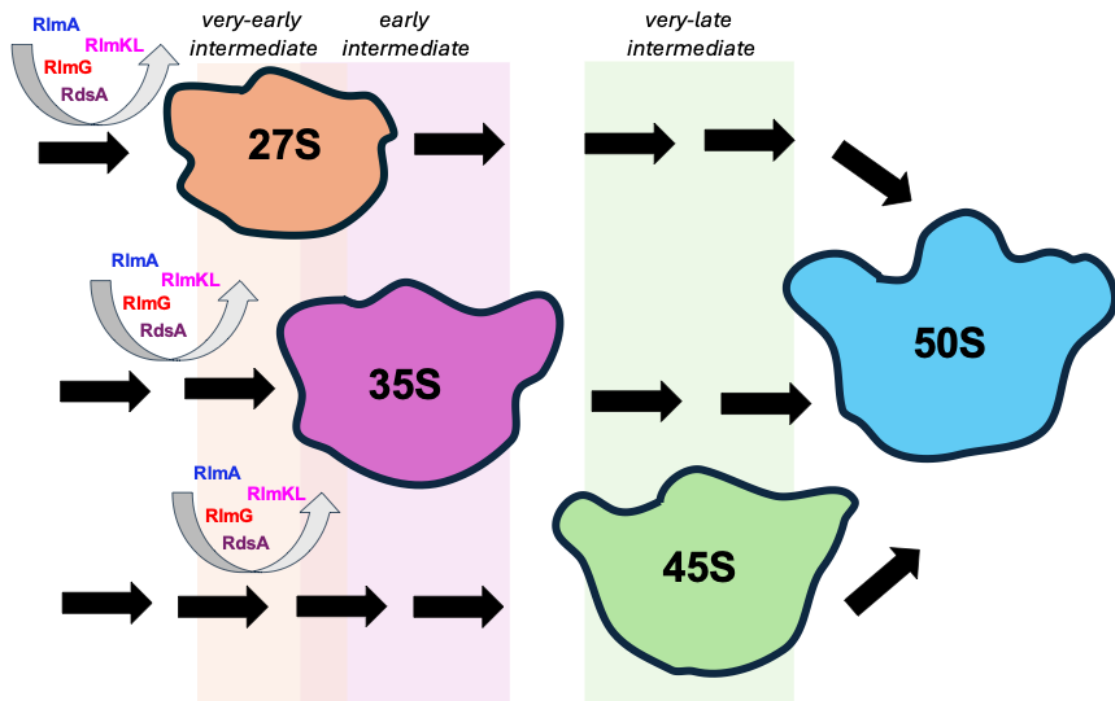 very-early
intermediate
early
intermediate
very-late
intermediate
RlmA
RlmKL
RlmG
RdsA
27S
RlmA
RlmKL
RlmG
RdsA
35S
50S
RlmA
RlmKL
RlmG
RdsA
45S